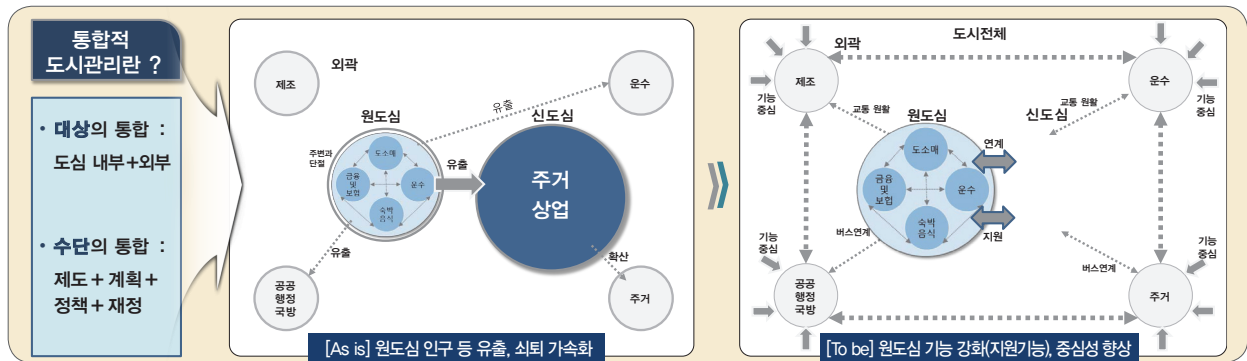 통합적
도시관리란 ?
• 대상의 통합 :
도심 내부+외부
• 수단의 통합 :
제도+ 계획+
정책+ 재정
외곽
제조
운수
유출
원도심
신도심
주변과
단절
도소매
금융
및
보험
운수
숙박
음식
유출
주거
상업
유출
확산
공공
행정
국방
주거
[As is] 원도심 인구 등 유출, 쇠퇴 가속화
외곽
도시전체
제조
운수
기능
중심
기능
중심
교통 원활
교통 원활
원도심
신도심
도소매
금융
및
보험
운수
숙박
음식
연계
지원
버스연계
버스연계
기능
중심
기능
중심
공공
행정
국방
주거
[To be] 원도심 기능 강화(지원기능), 중심성 향상